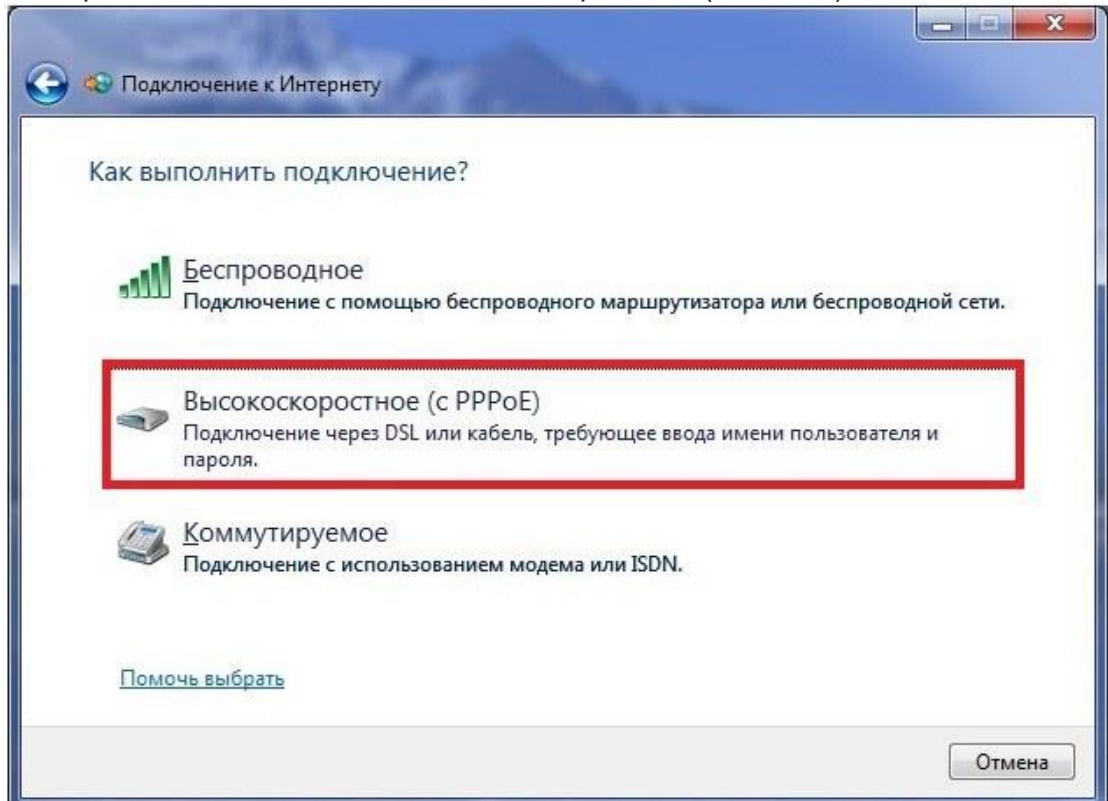 Подключение к Интернету
Как выполнить подключение?
Беспроводное
Подключение с помощью беспроводного маршрутизатора или беспроводной сети.
Высокоскоростное (с PPPoE)
Подключение через DSL или кабель, требующее ввода имени пользователя и
пароля.
Коммутируемое
Подключение с использованием модема или ISDN.
Помочь выбрать
Отмена